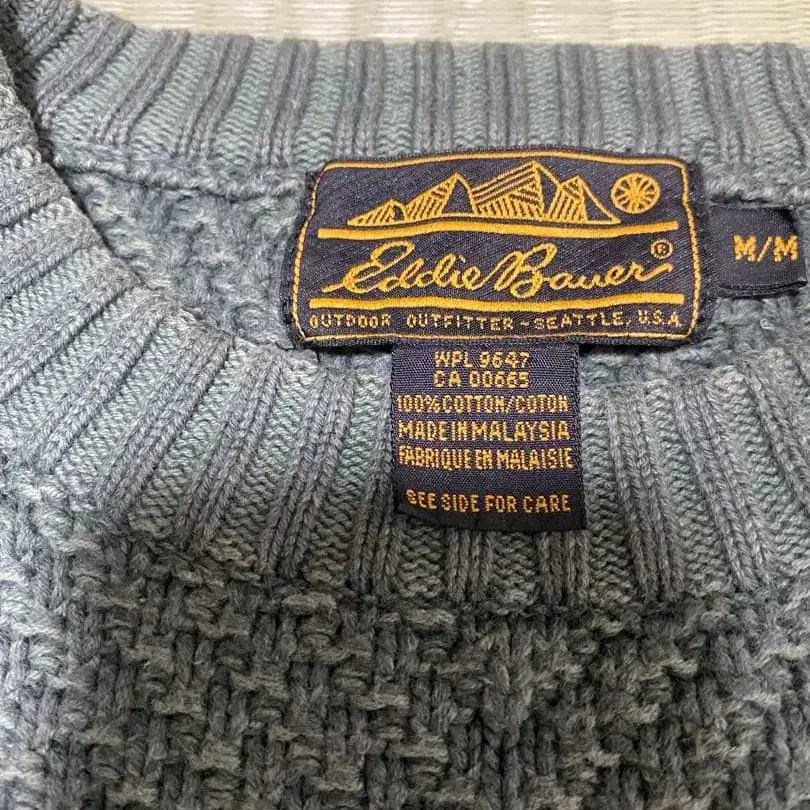 Eddie Bauer®
OUTDOOR OUTFITTER - SEATTLE, U.S.A
M/M
WPL 9647
CA 00665
100% COTTON/COTON
MADE IN MALAYSIA
FABRIQUE EN MALAISIE
SEE SIDE FOR CARE